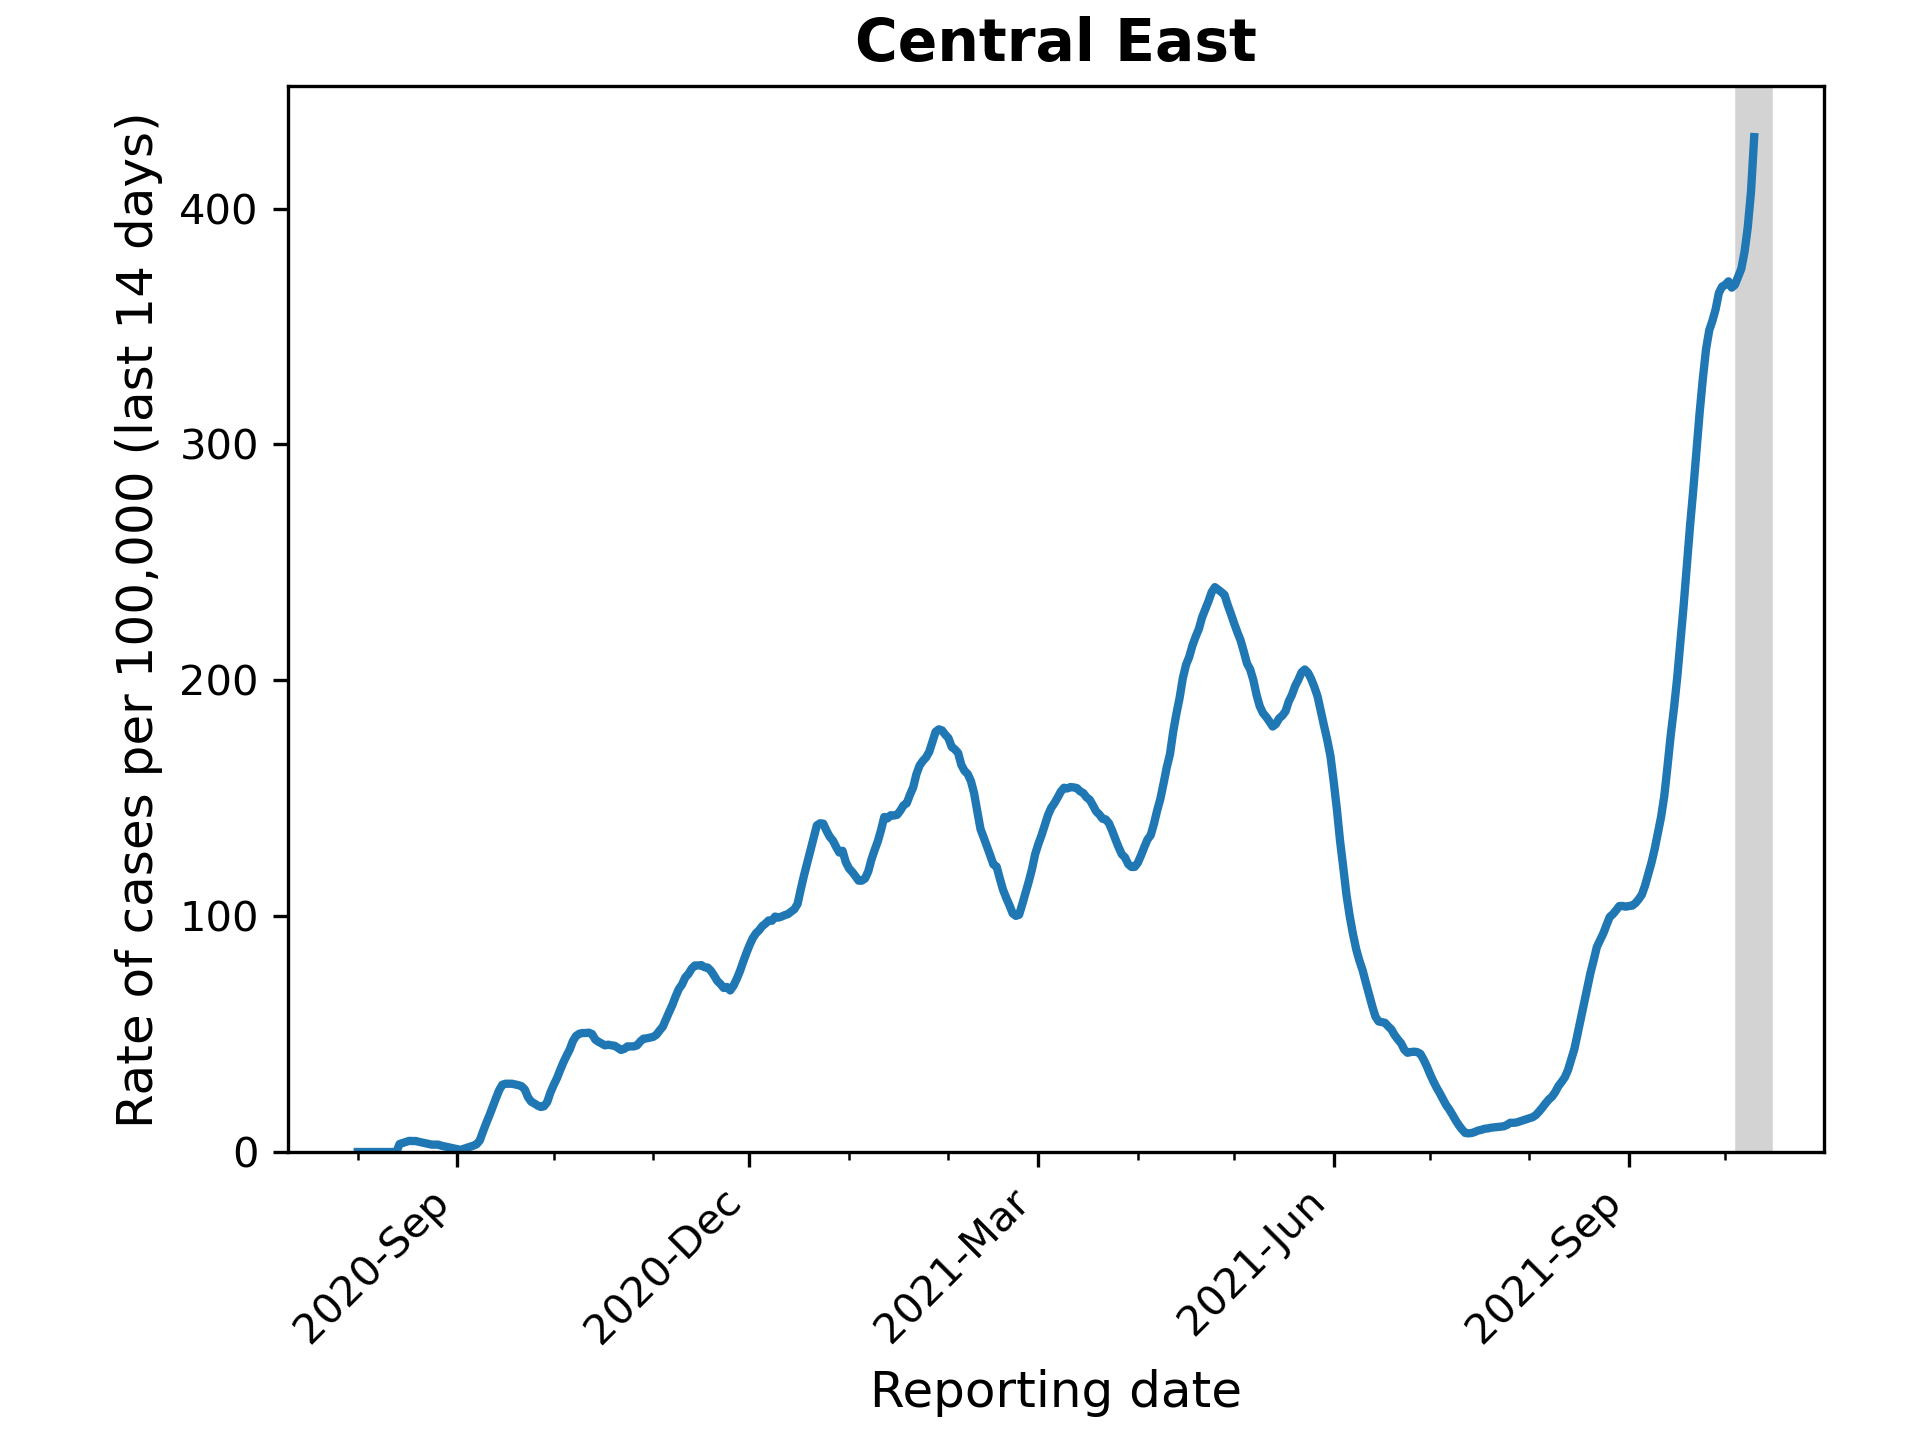 Central East
Rate of cases per 100,000 (last 14 days)
400
300
200
100
0
2020-Sep
2020-Dec
2021-Mar
2021-Jun
2021-Sep
Reporting date